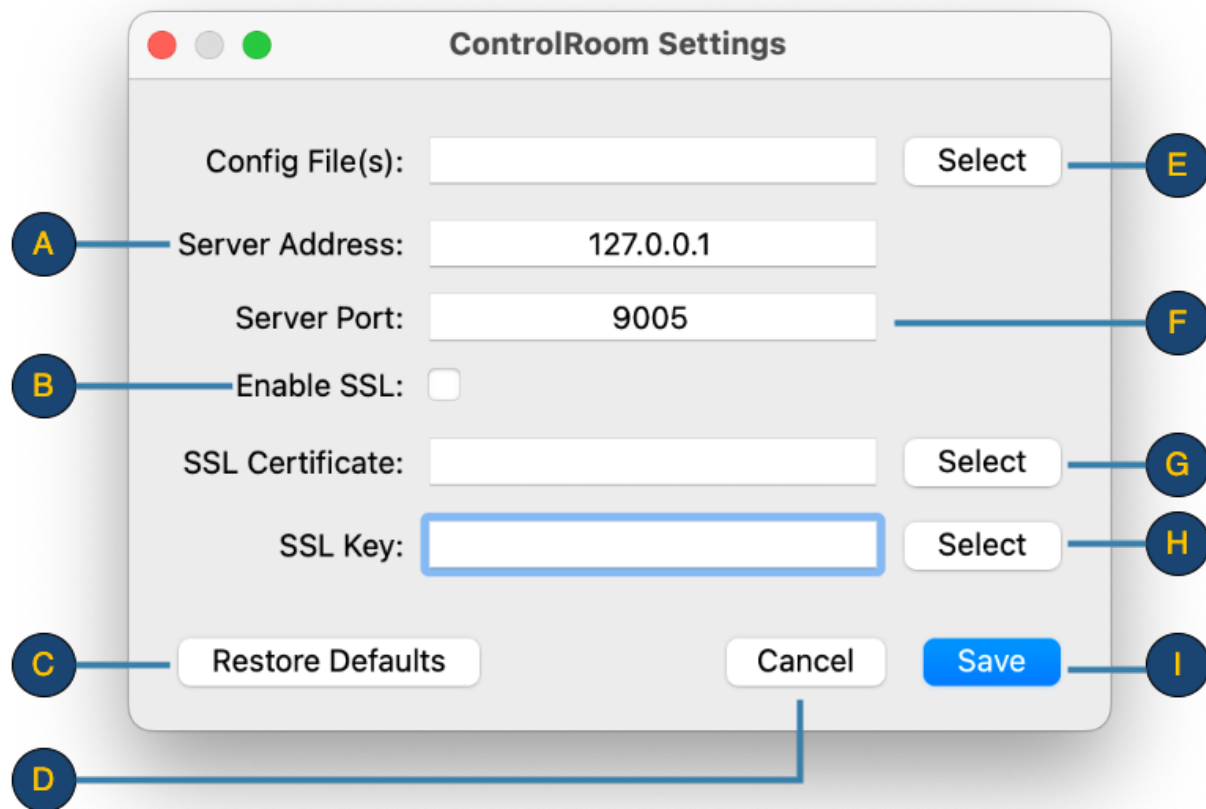 ControlRoom Settings
Config File(s): Select E
A Server Address: 127.0.0.1
Server Port: 9005 F
B Enable SSL:
SSL Certificate: Select G
SSL Key: Select H
C Restore Defaults Cancel Save I
D